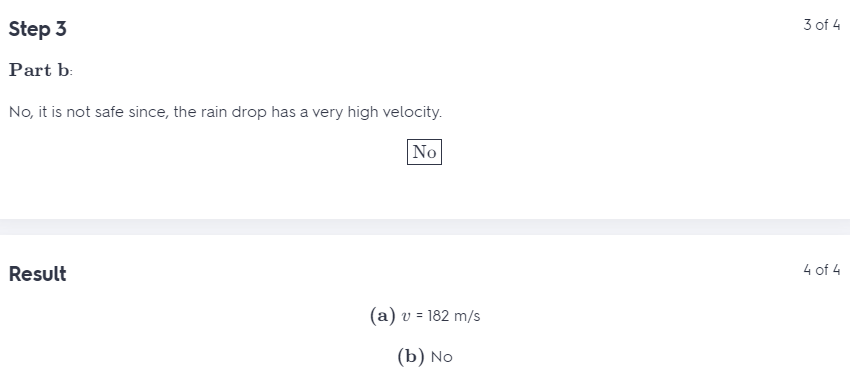 Step 3
3 of 4
Part b:
No, it is not safe since, the rain drop has a very high velocity.
No
Result
4 of 4
(a) v = 182 m/s
(b) No